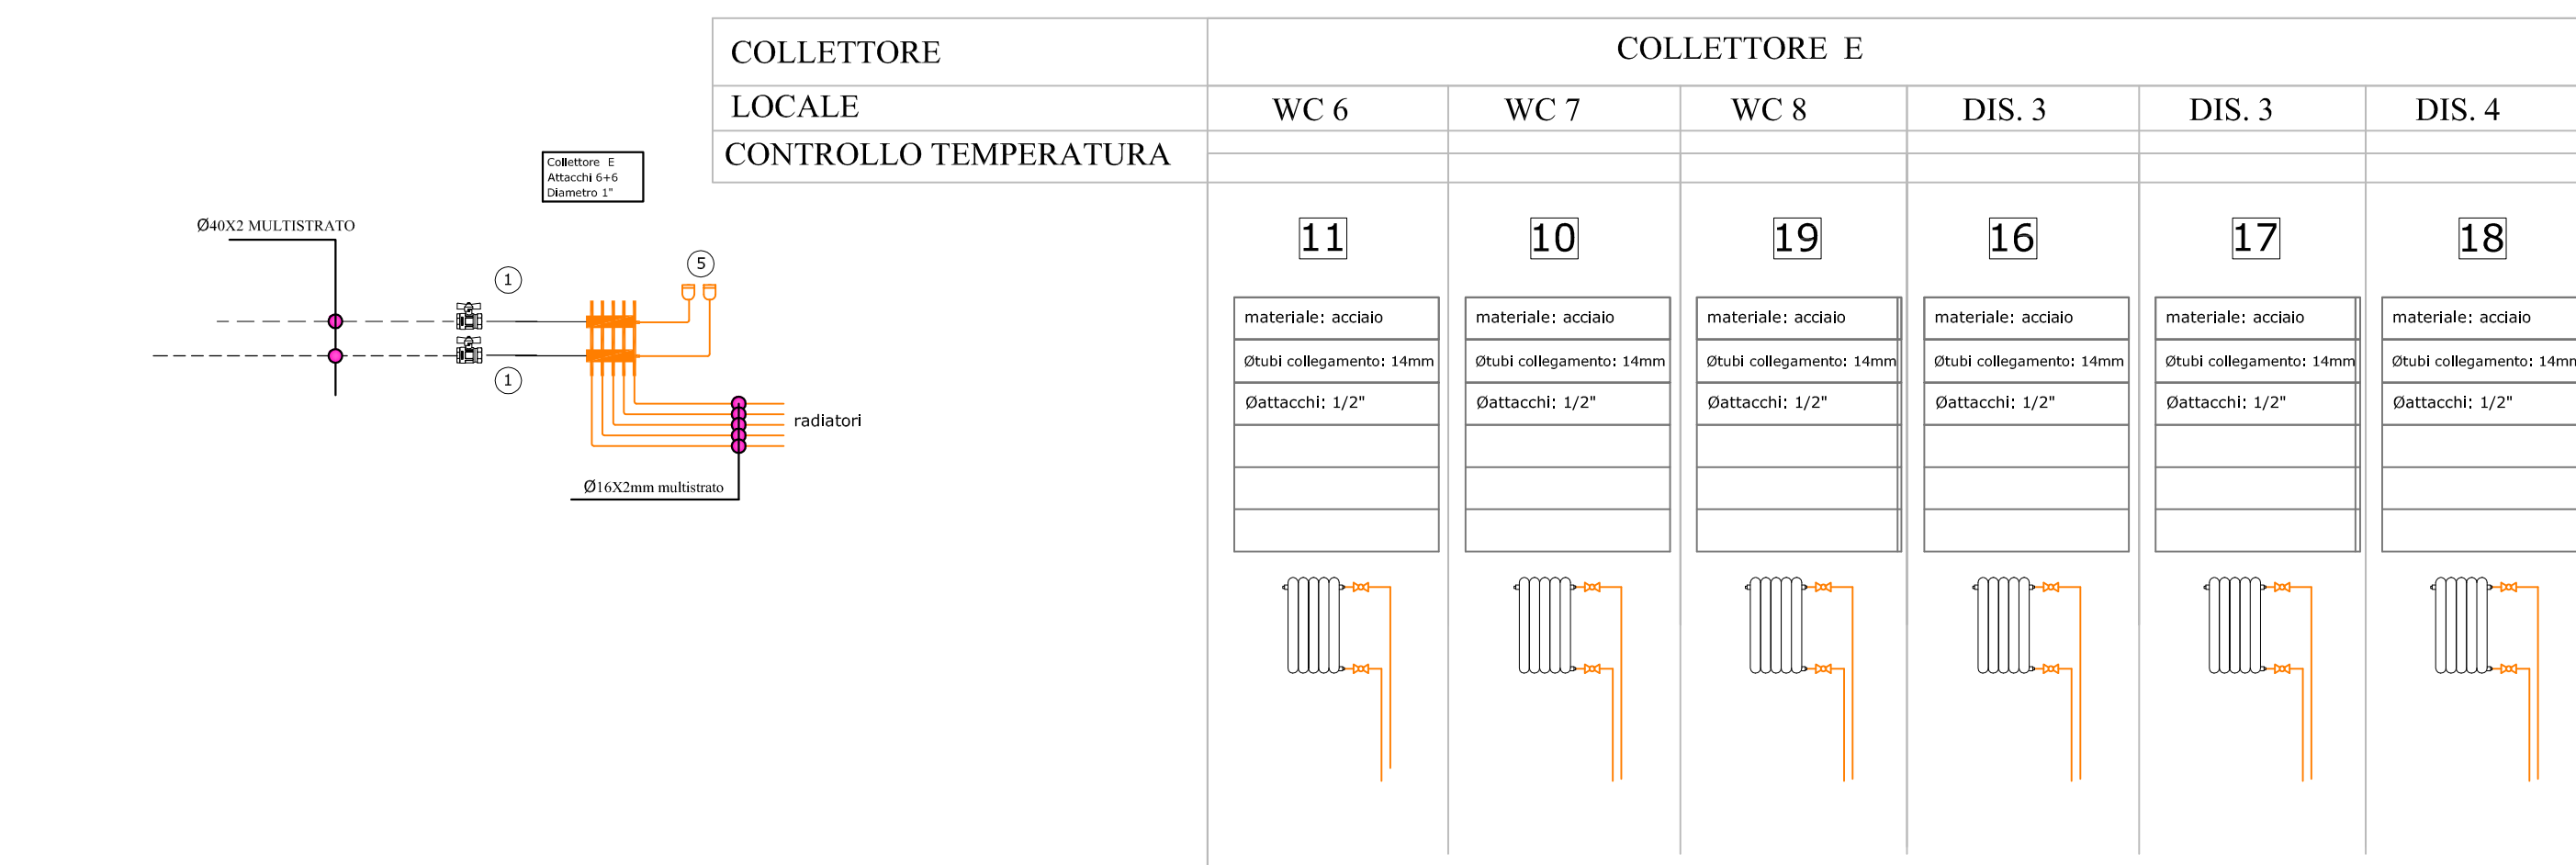 COLLETTORE
COLLETTORE E
LOCALE
WC 6
WC 7
WC 8
DIS. 3
DIS. 3
DIS. 4
CONTROLLO TEMPERATURA
Collettore E
Attacchi 6+6
Diametro 1"
Ø40X2 MULTISTRATO
1
5
1
radiatori
Ø16X2mm multistrato
11
10
19
16
17
18
materiale: acciaio
materiale: acciaio
materiale: acciaio
materiale: acciaio
materiale: acciaio
materiale: acciaio
Øtubi collegamento: 14mm
Øtubi collegamento: 14mm
Øtubi collegamento: 14mm
Øtubi collegamento: 14mm
Øtubi collegamento: 14mm
Øtubi collegamento: 14mm
Øattacchi: 1/2"
Øattacchi: 1/2"
Øattacchi: 1/2"
Øattacchi: 1/2"
Øattacchi: 1/2"
Øattacchi: 1/2"